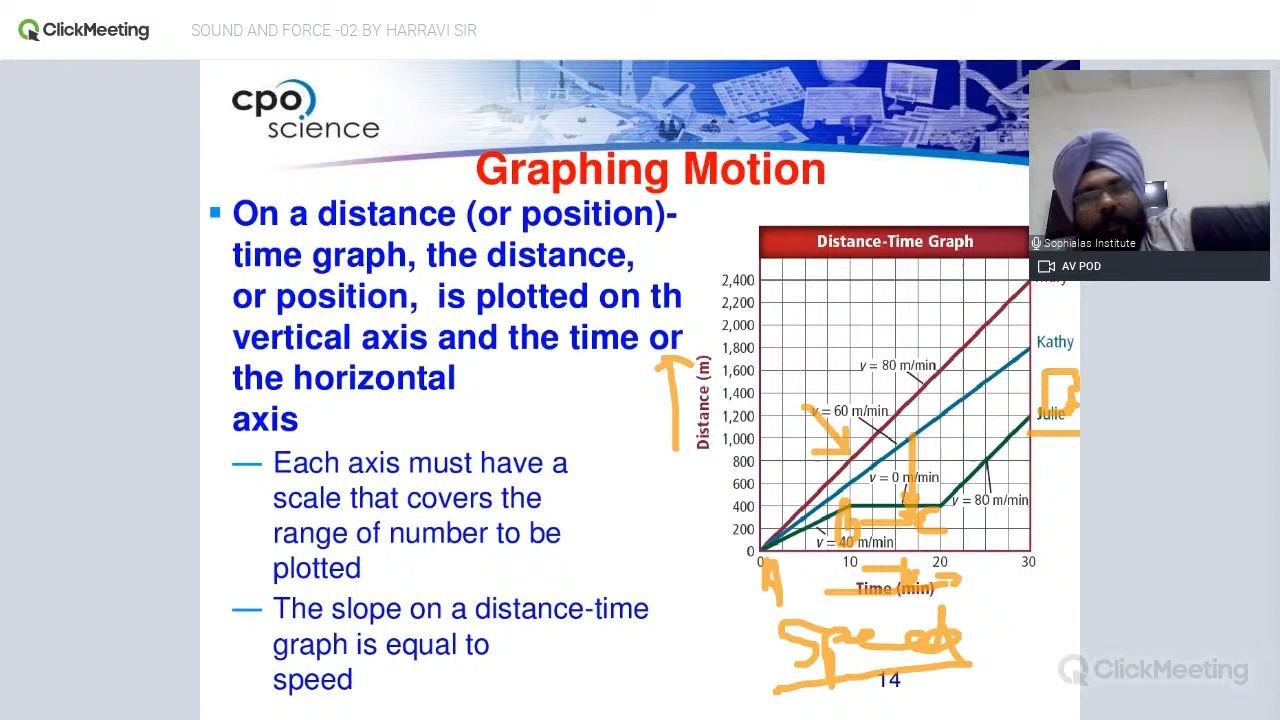 ClickMeeting
SOUND AND FORCE -02 BY HARRAVI SIR
cpo
science
Graphing Motion
On a distance (or position)-
time graph, the distance,
or position, is plotted on th
vertical axis and the time or
the horizontal
axis
— Each axis must have a
scale that covers the
range of number to be
plotted
— The slope on a distance-time
graph is equal to
speed
Distance-Time Graph
Distance (m)
2,400
2,200
2,000
1,800
1,600
1,400
1,200
1,000
800
600
400
200
0
v = 80 m/min
v = 60 m/min
v = 0 m/min
v = 80 m/min
v = 40 m/min
Kathy
Julie
B
C
0 10 20 30
A
Time (min)
Speed
14
Sophialas Institute
AV POD
ClickMeeting